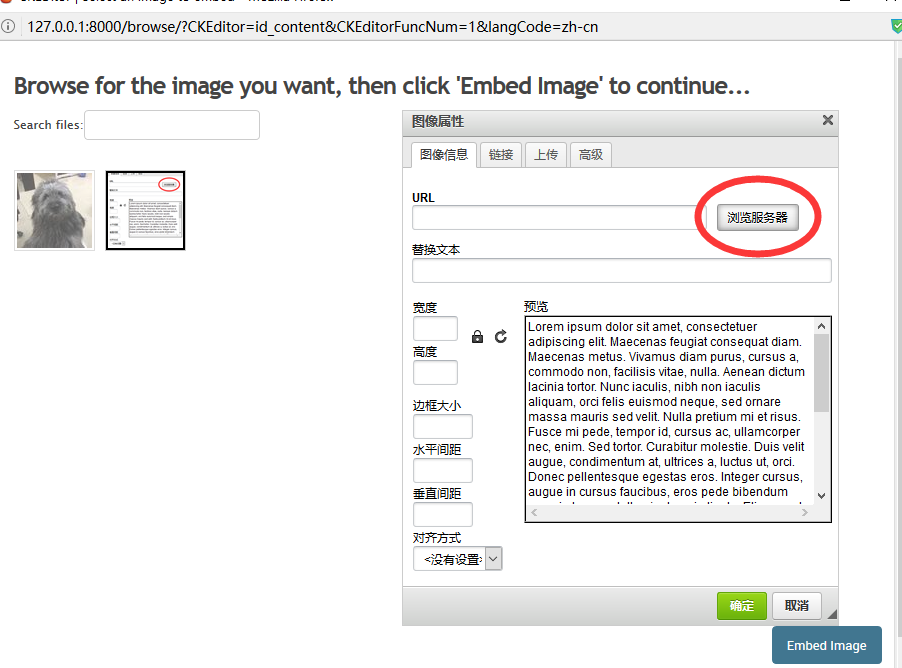 127.0.0.1:8000/browse/?CKEditor=id_content&CKEditorFuncNum=1&langCode=zh-cn
Browse for the image you want, then click 'Embed Image' to continue...
Search files:
图像属性
图像信息 链接 上传 高级
URL
浏览服务器
替换文本
宽度
高度
边框大小
水平间距
垂直间距
对齐方式
<没有设置>
预览
Lorem ipsum dolor sit amet, consectetuer
adipiscing elit. Maecenas feugiat consequat diam.
Maecenas metus. Vivamus diam purus, cursus a,
commodo non, facilisis vitae, nulla. Aenean dictum
lacinia tortor. Nunc iaculis, nibh non iaculis
aliquam, orci felis euismod neque, sed ornare
massa mauris sed velit. Nulla pretium mi et risus.
Fusce mi pede, tempor id, cursus ac, ullamcorper
nec, enim. Sed tortor. Curabitur molestie. Duis velit
augue, condimentum at, ultrices a, luctus ut, orci.
Donec pellentesque egestas eros. Integer cursus,
augue in cursus faucibus, eros pede bibendum
确定 取消
Embed Image